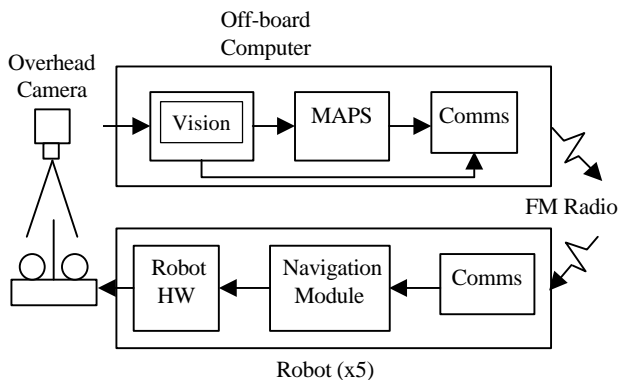 Off-board
Computer
Overhead
Camera
Vision
MAPS
Comms
FM Radio
Robot
HW
Navigation
Module
Comms
Robot (x5)